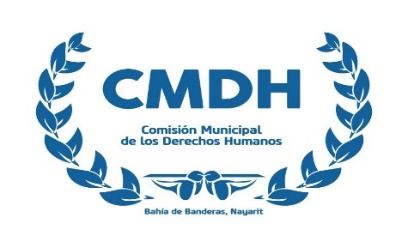 CMDH
Comisión Municipal
de los Derechos Humanos
Bahía de Banderas, Nayarit